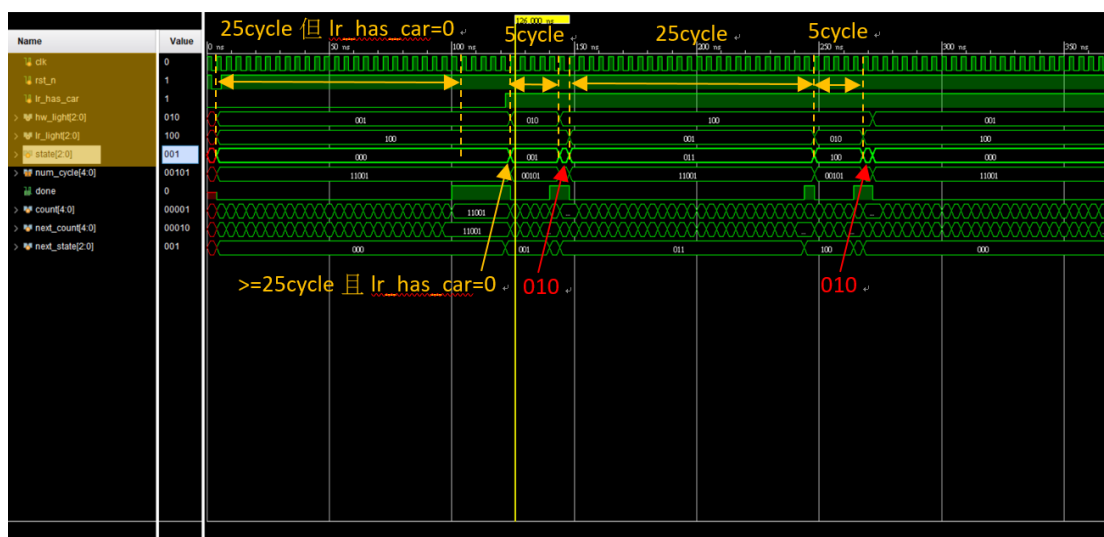 25cycle 但 lr_has_car=0
126.000 ns
5cycle
25cycle
5cycle
Name Value
0 ns 50 ns 100 ns 150 ns 200 ns 250 ns 300 ns 350 ns
clk 0
rst_n 1
lr_has_car 1
hw_light[2:0] 010 001 010 100 001
lr_light[2:0] 100 100 001 010 100
state[2:0] 001 000 001 011 100 000
num_cycle[4:0] 00101 11001 00101 11001 00101 11001
done 0
count[4:0] 00001 11001 ... ... ...
next_count[4:0] 00010 11001 ... ...
next_state[2:0] 001 000 001 011 100 000
>=25cycle 且 lr_has_car=0
010
010